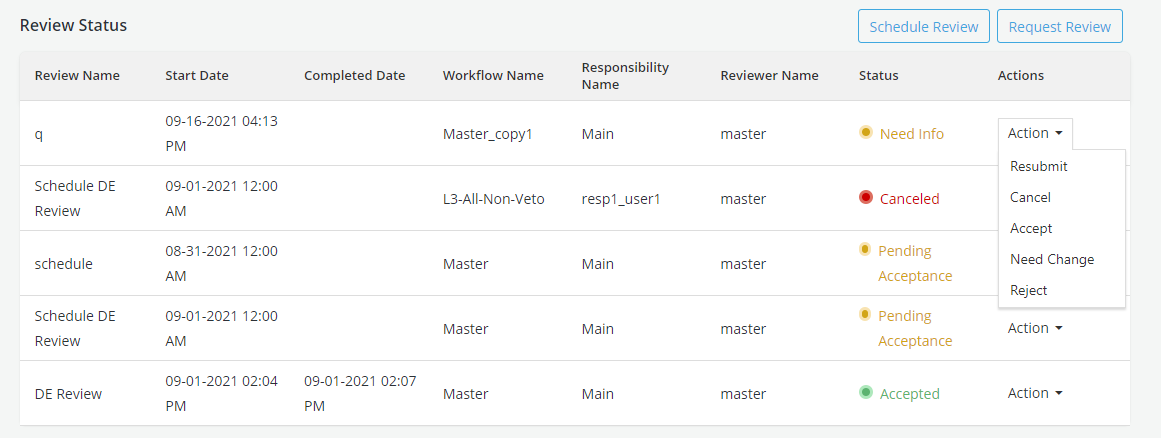 Review Status
Schedule Review
Request Review
Review Name
Start Date
Completed Date
Workflow Name
Responsibility
Name
Reviewer Name
Status
Actions
q
09-16-2021 04:13
PM
Master_copy1
Main
master
Need Info
Action
Resubmit
Cancel
Accept
Need Change
Reject
Schedule DE
Review
09-01-2021 12:00
AM
L3-All-Non-Veto
resp1_user1
master
Canceled
schedule
08-31-2021 12:00
AM
Master
Main
master
Pending
Acceptance
Schedule DE
Review
09-01-2021 12:00
AM
Master
Main
master
Pending
Acceptance
Action
DE Review
09-01-2021 02:04
PM
09-01-2021 02:07
PM
Master
Main
master
Accepted
Action